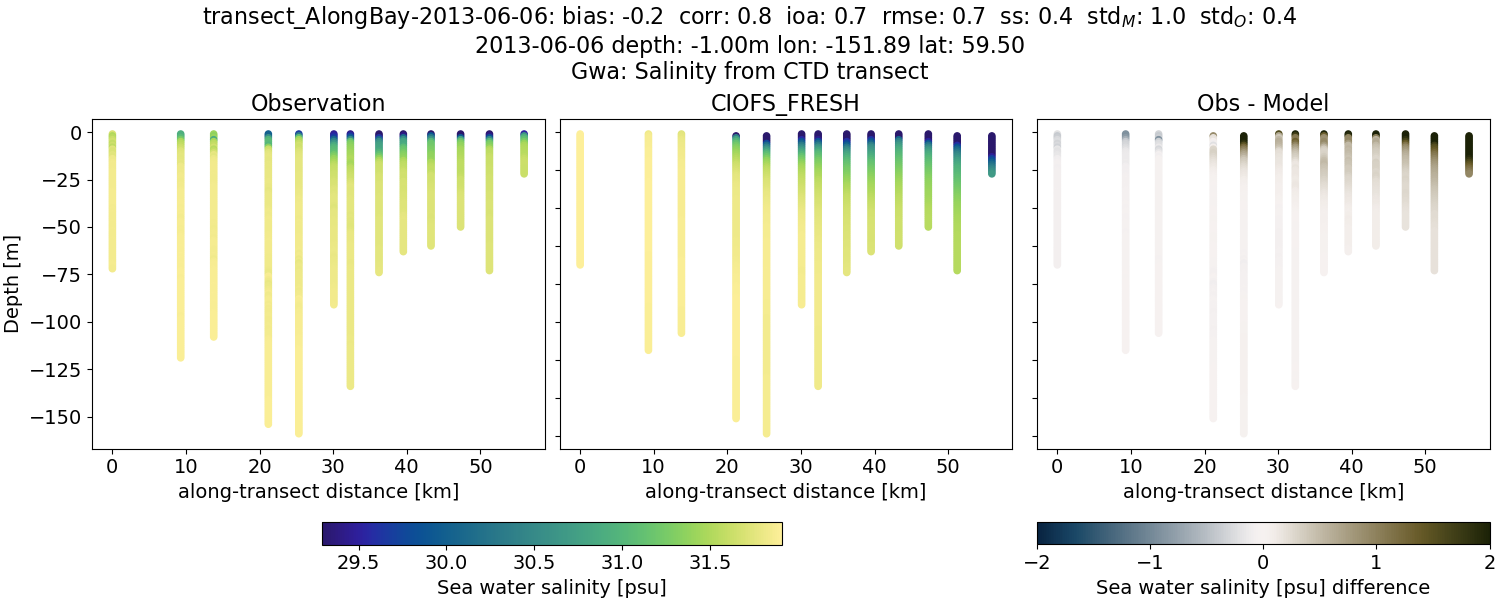 transect_AlongBay-2013-06-06: bias: -0.2 corr: 0.8 ioa: 0.7 rmse: 0.7 ss: 0.4 std_M: 1.0 std_O: 0.4
2013-06-06 depth: -1.00m lon: -151.89 lat: 59.50
Gwa: Salinity from CTD transect
Observation
CIOFS_FRESH
Obs - Model
Depth [m]
0
−25
−50
−75
−100
−125
−150
0 10 20 30 40 50
0 10 20 30 40 50
0 10 20 30 40 50
along-transect distance [km]
along-transect distance [km]
along-transect distance [km]
29.5 30.0 30.5 31.0 31.5
Sea water salinity [psu]
−2 −1 0 1 2
Sea water salinity [psu] difference